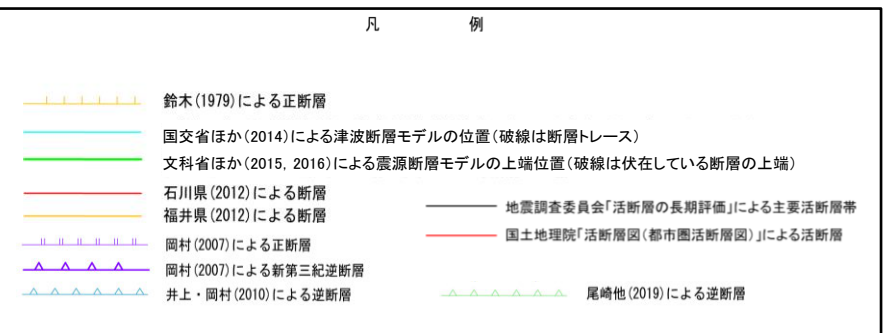 凡 例
鈴木(1979)による正断層
国交省ほか(2014)による津波断層モデルの位置(破線は断層トレース)
文科省ほか(2015, 2016)による震源断層モデルの上端位置(破線は伏在している断層の上端)
石川県(2012)による断層
福井県(2012)による断層
岡村(2007)による正断層
岡村(2007)による新第三紀逆断層
井上・岡村(2010)による逆断層
地震調査委員会「活断層の長期評価」による主要活断層帯
国土地理院「活断層図(都市圏活断層図)」による活断層
尾崎他(2019)による逆断層